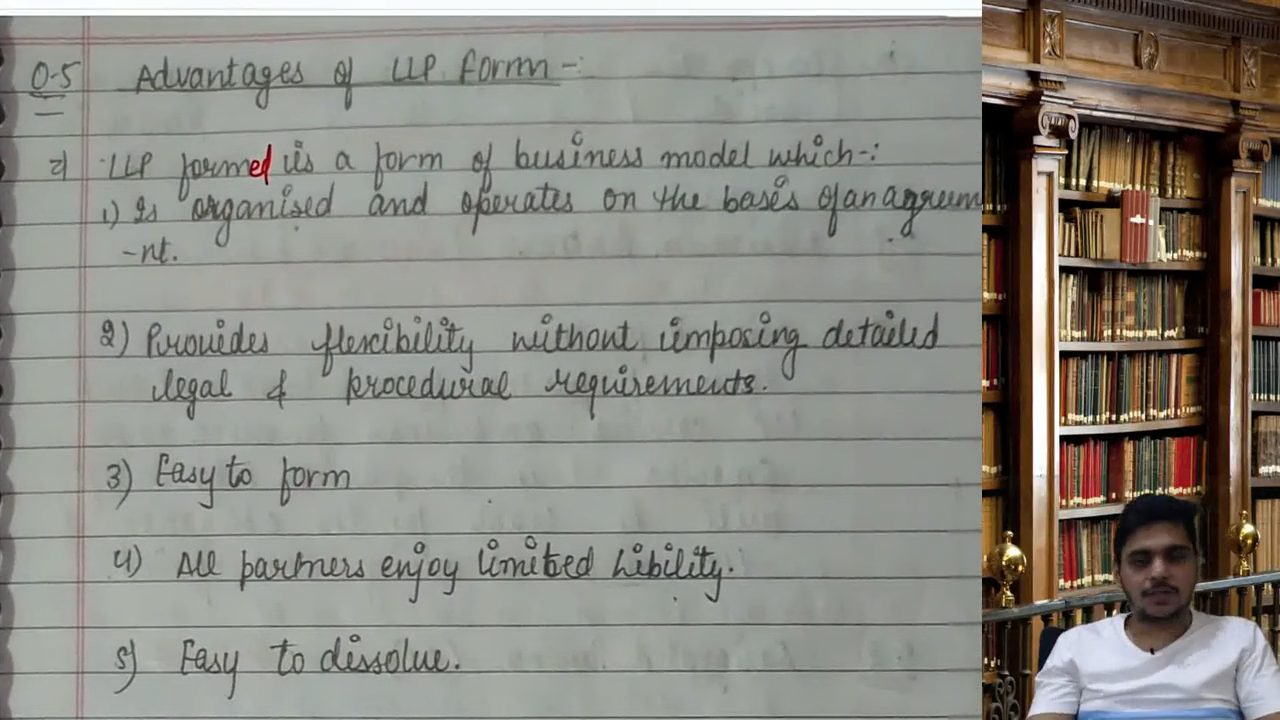 Q.5 Advantages of LLP form -:
⇒ LLP formed is a form of business model which -:
1) Is organised and operates on the basis of an agreem
-nt.
2) Provides flexibility without imposing detailed
legal & procedural requirements.
3) Easy to form
4) All partners enjoy limited libility.
5) Easy to dissolve.